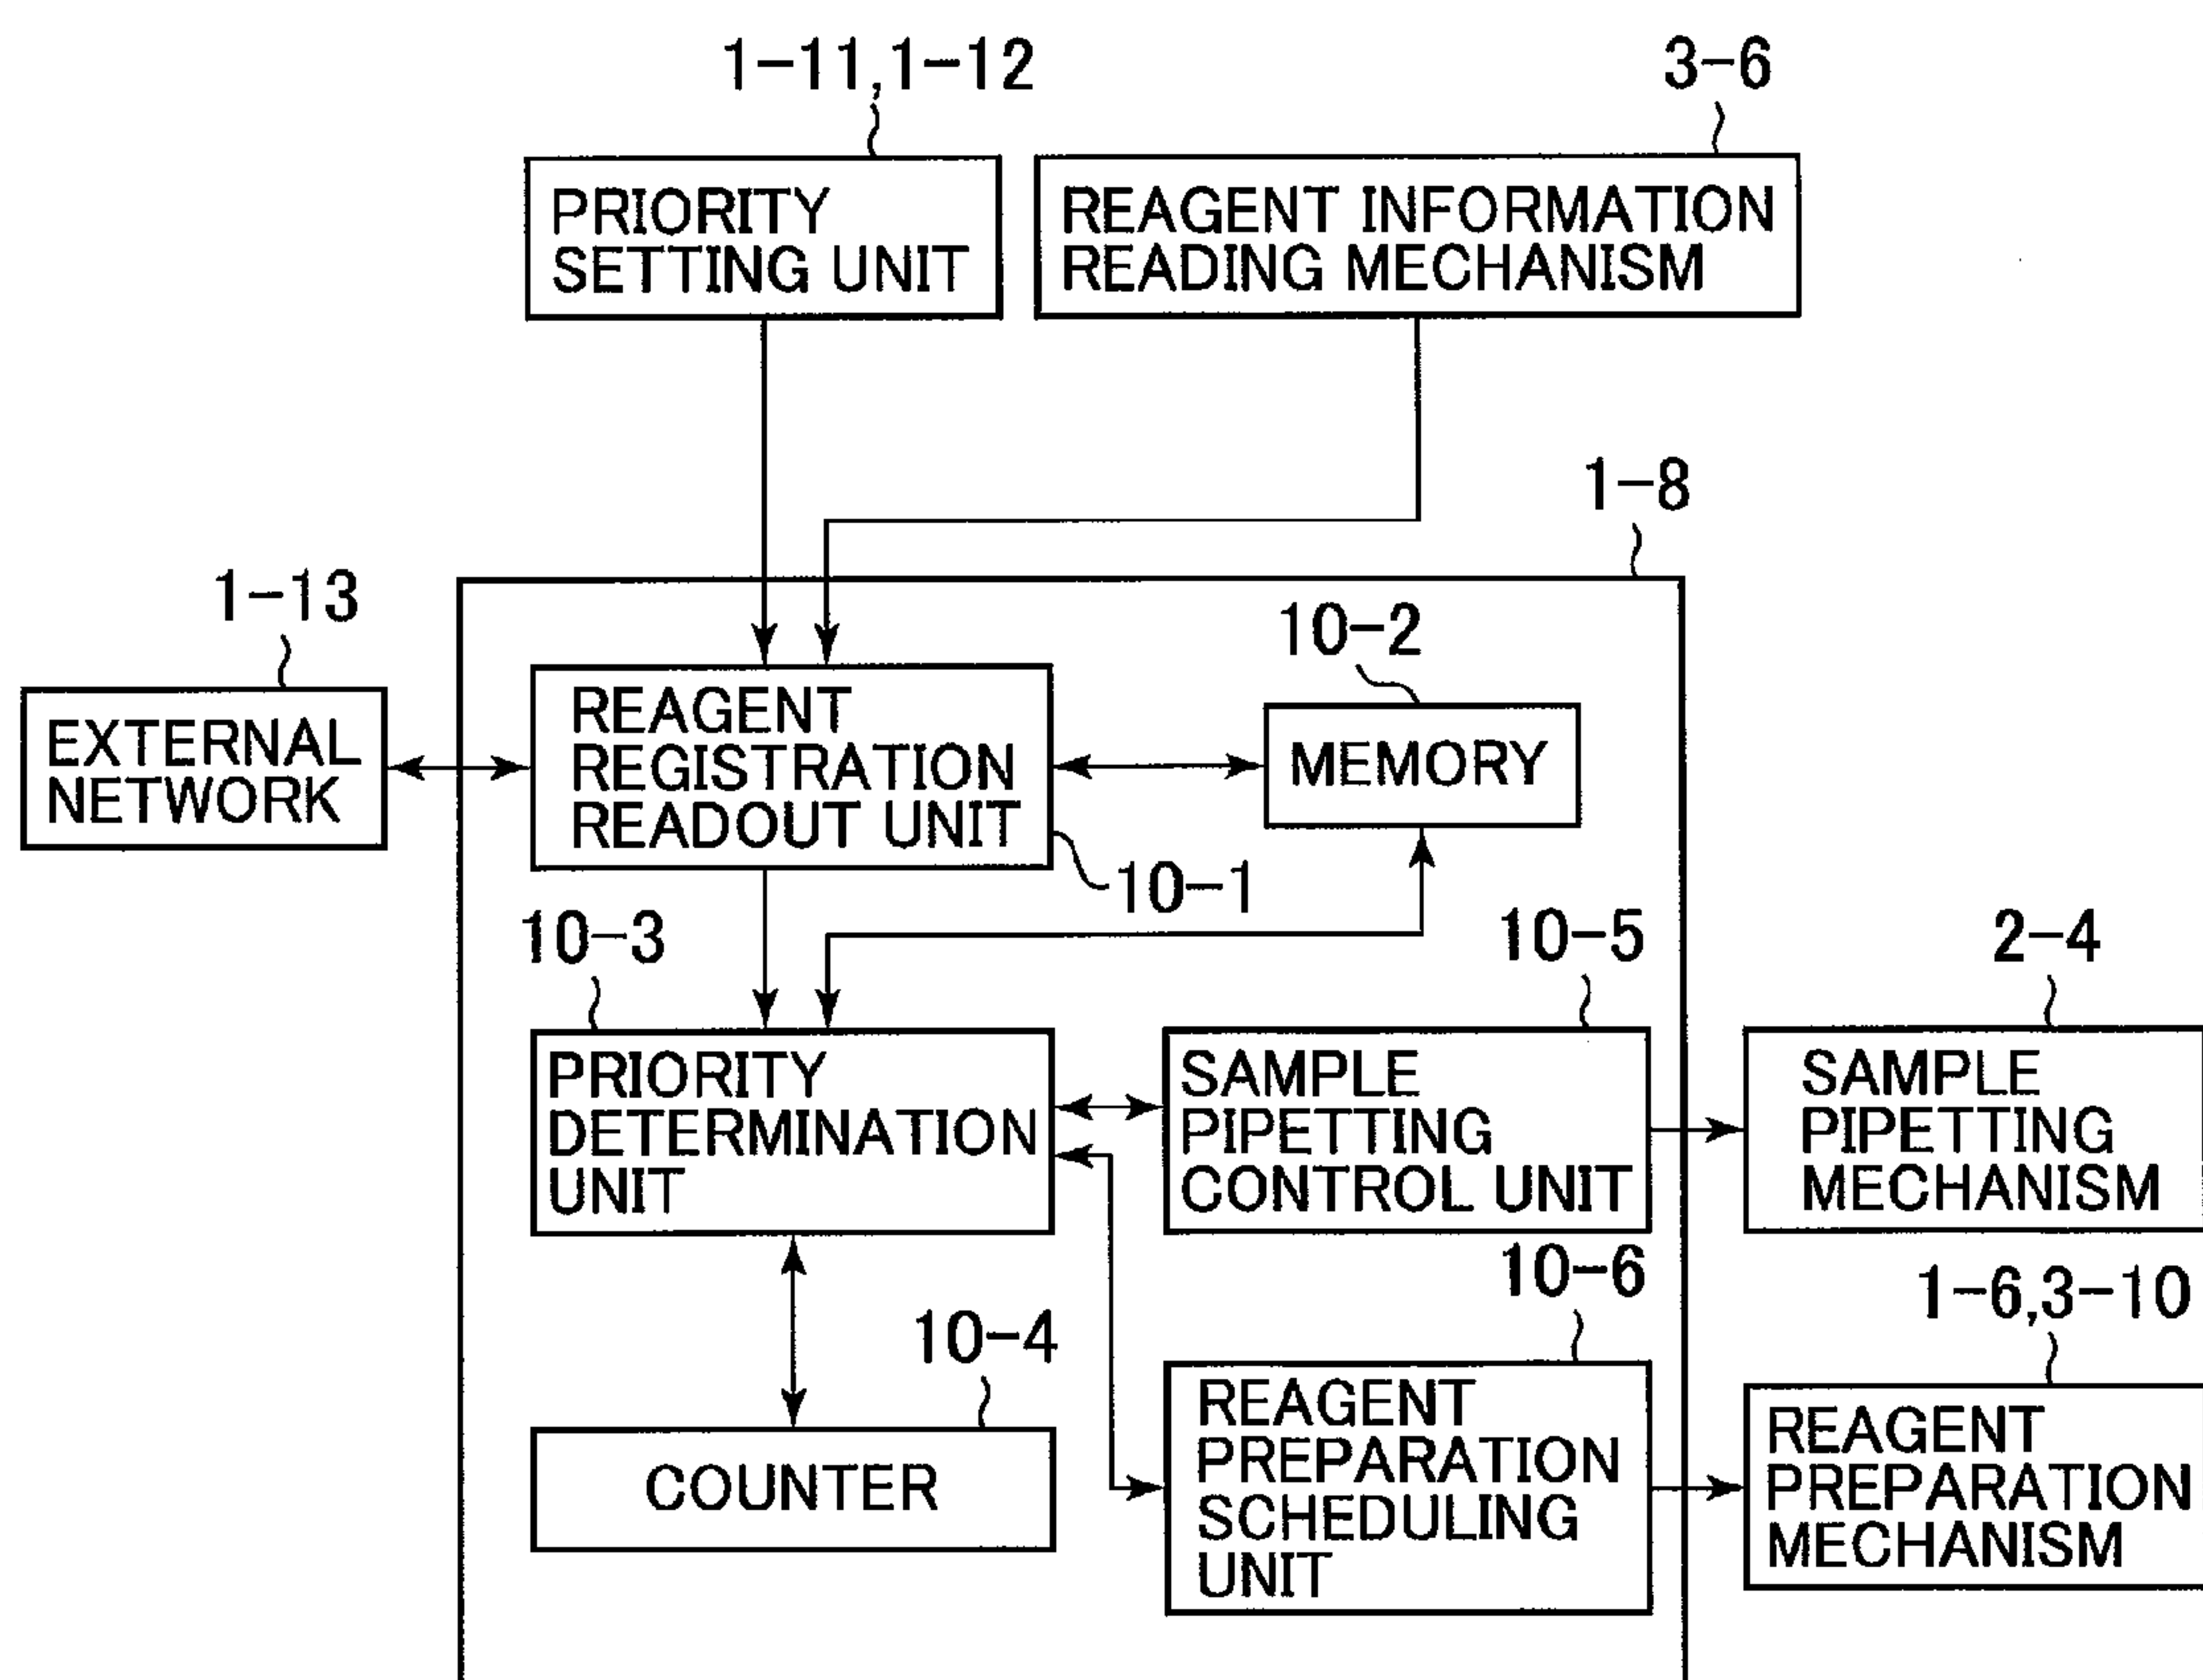 1-11,1-12
3-6
PRIORITY
SETTING UNIT
REAGENT INFORMATION
READING MECHANISM
1-8
1-13
10-2
EXTERNAL
NETWORK
REAGENT
REGISTRATION
READOUT UNIT
MEMORY
10-1
10-3
10-5
2-4
PRIORITY
DETERMINATION
UNIT
SAMPLE
PIPETTING
CONTROL UNIT
SAMPLE
PIPETTING
MECHANISM
10-6
1-6,3-10
10-4
COUNTER
REAGENT
PREPARATION
SCHEDULING
UNIT
REAGENT
PREPARATION
MECHANISM